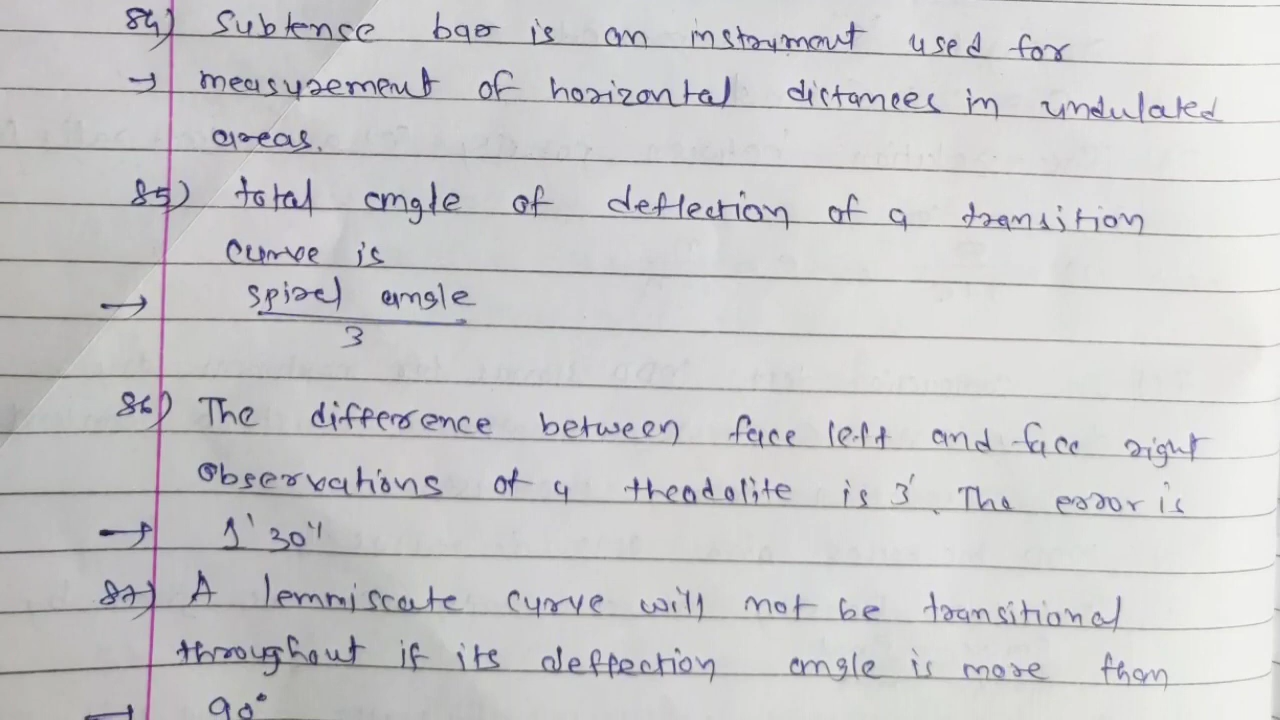 84) Subtense bar is an instrument used for
→ measurement of horizontal distances in undulated
areas.
85) total angle of deflection of a transition
curve is
→ spiral angle
3
86) The difference between face left and face right
observations of a theodolite is 3'. The error is
→ 1'30"
87) A lemniscate curve will not be transitional
throughout if its deffection angle is more than
→ 90°